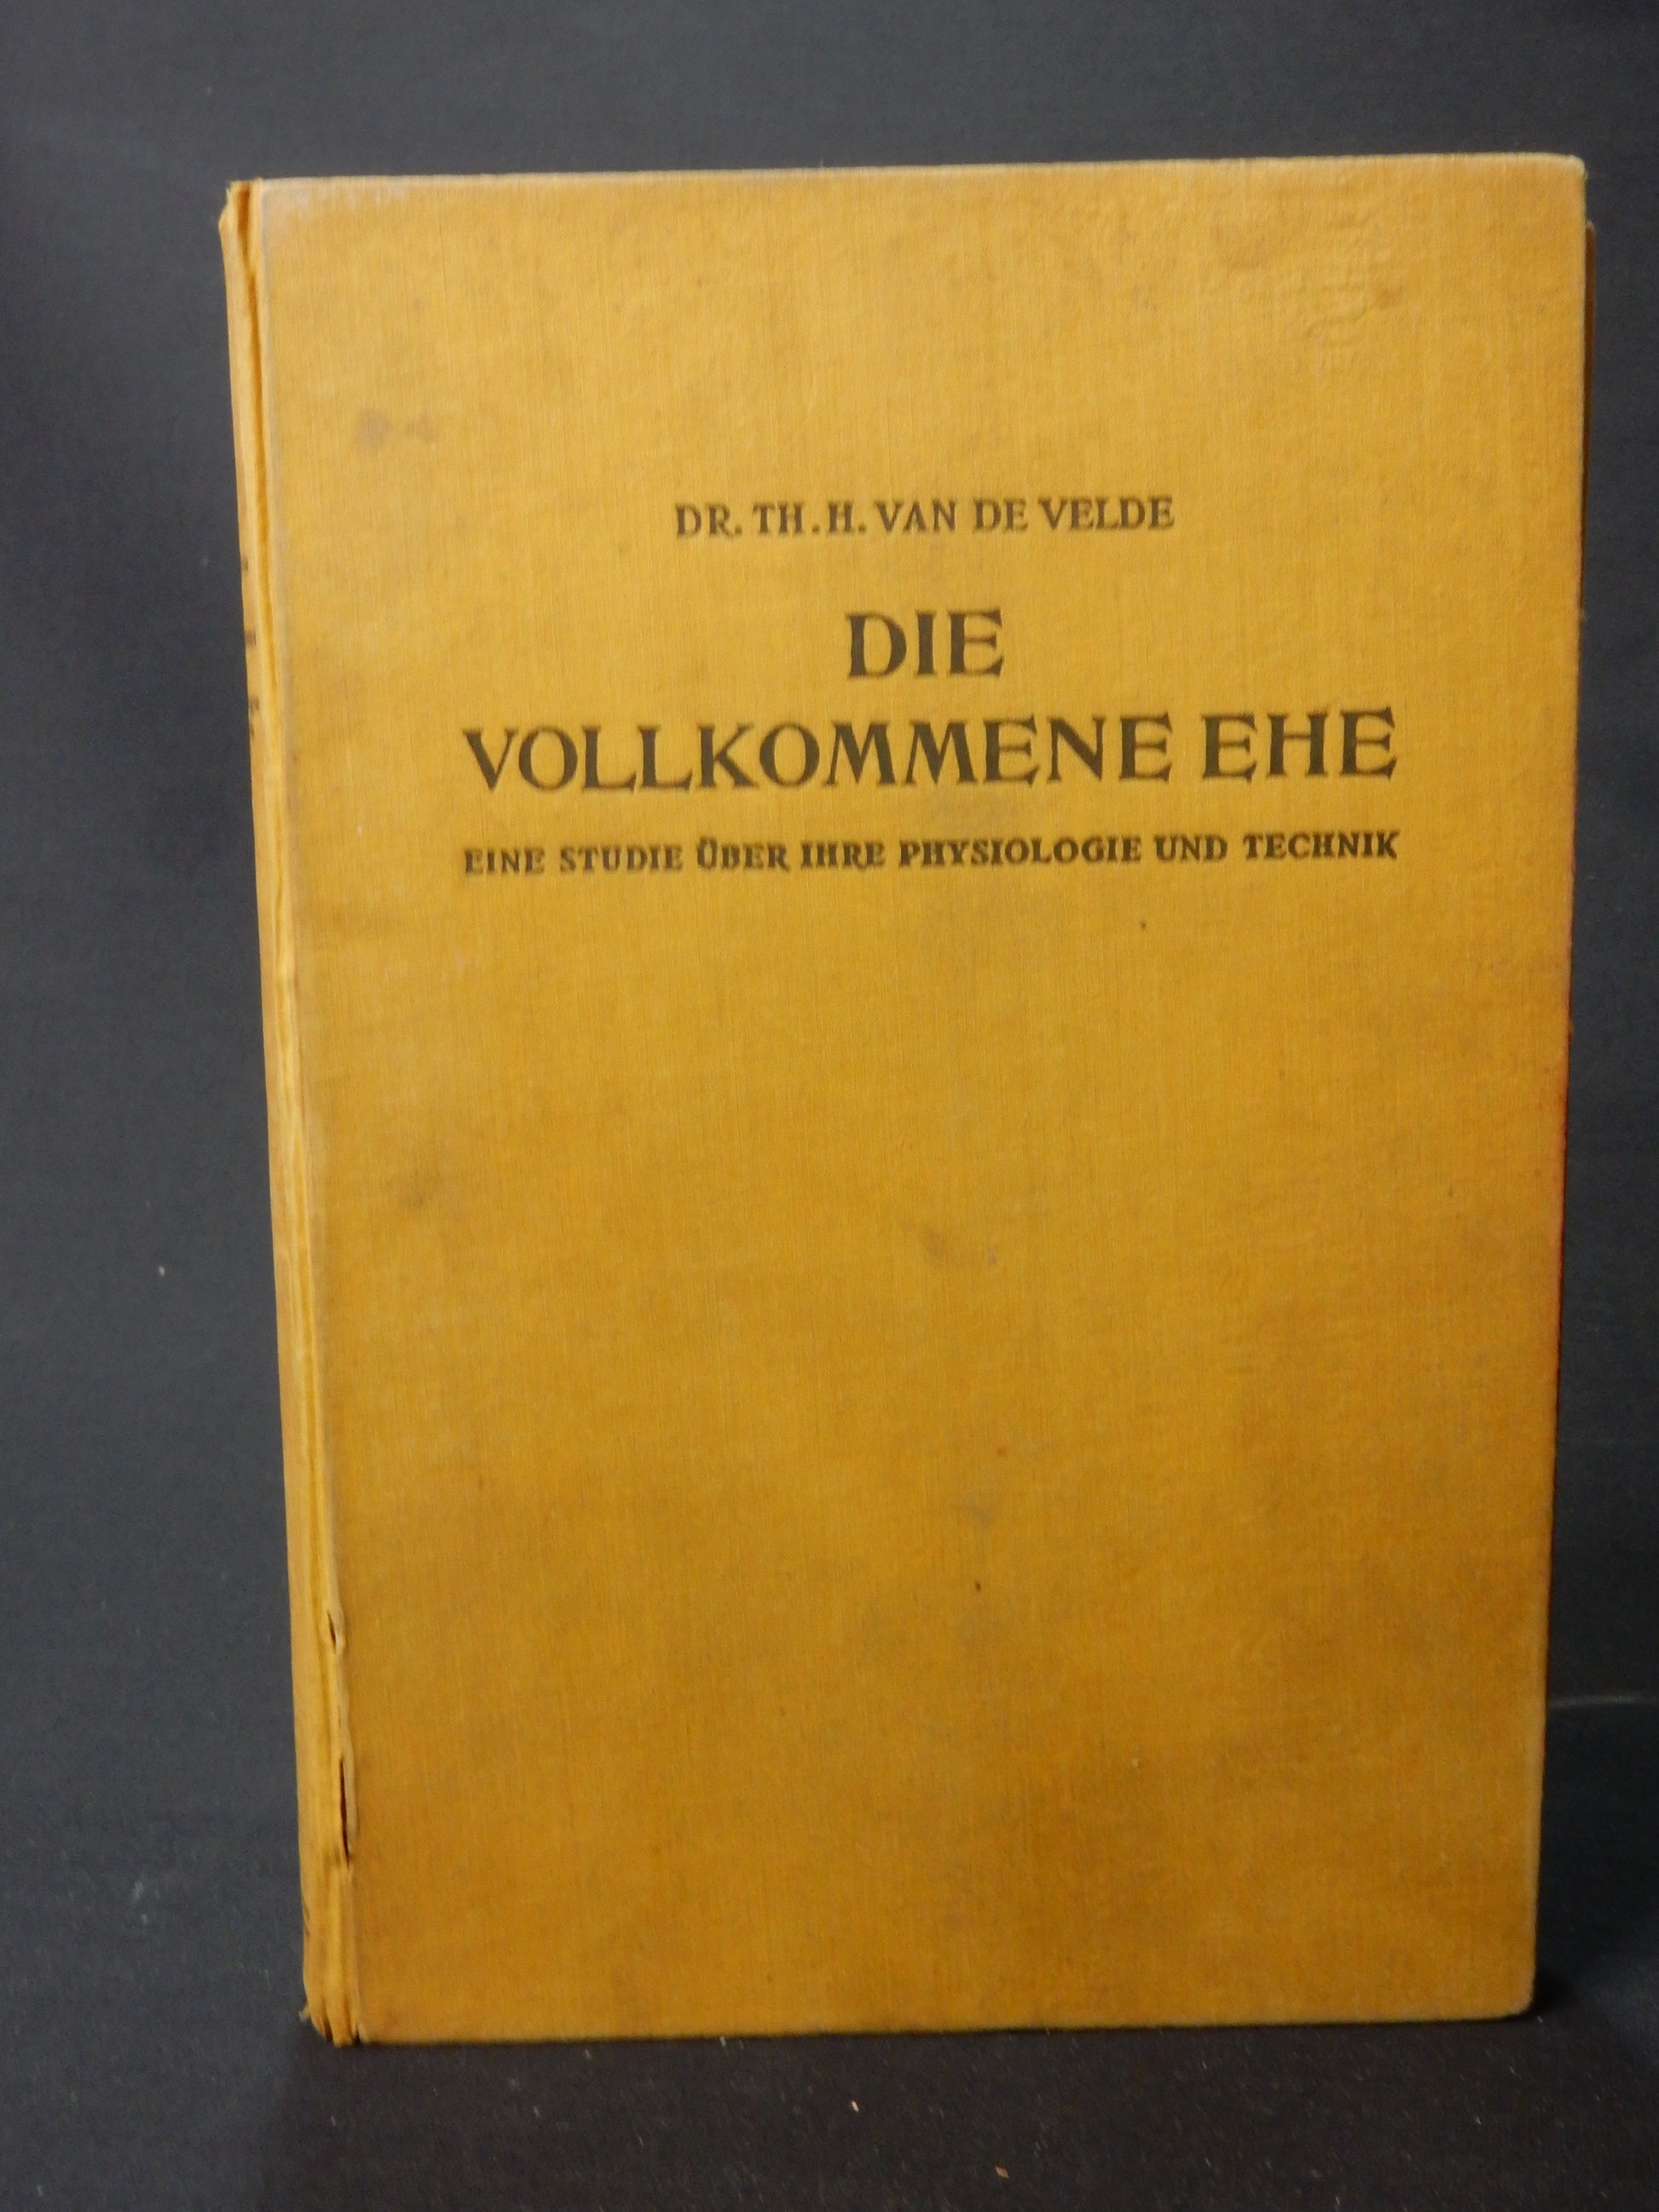 DR. TH. H. VAN DE VELDE
DIE
VOLLKOMMENE EHE
EINE STUDIE ÜBER IHRE PHYSIOLOGIE UND TECHNIK